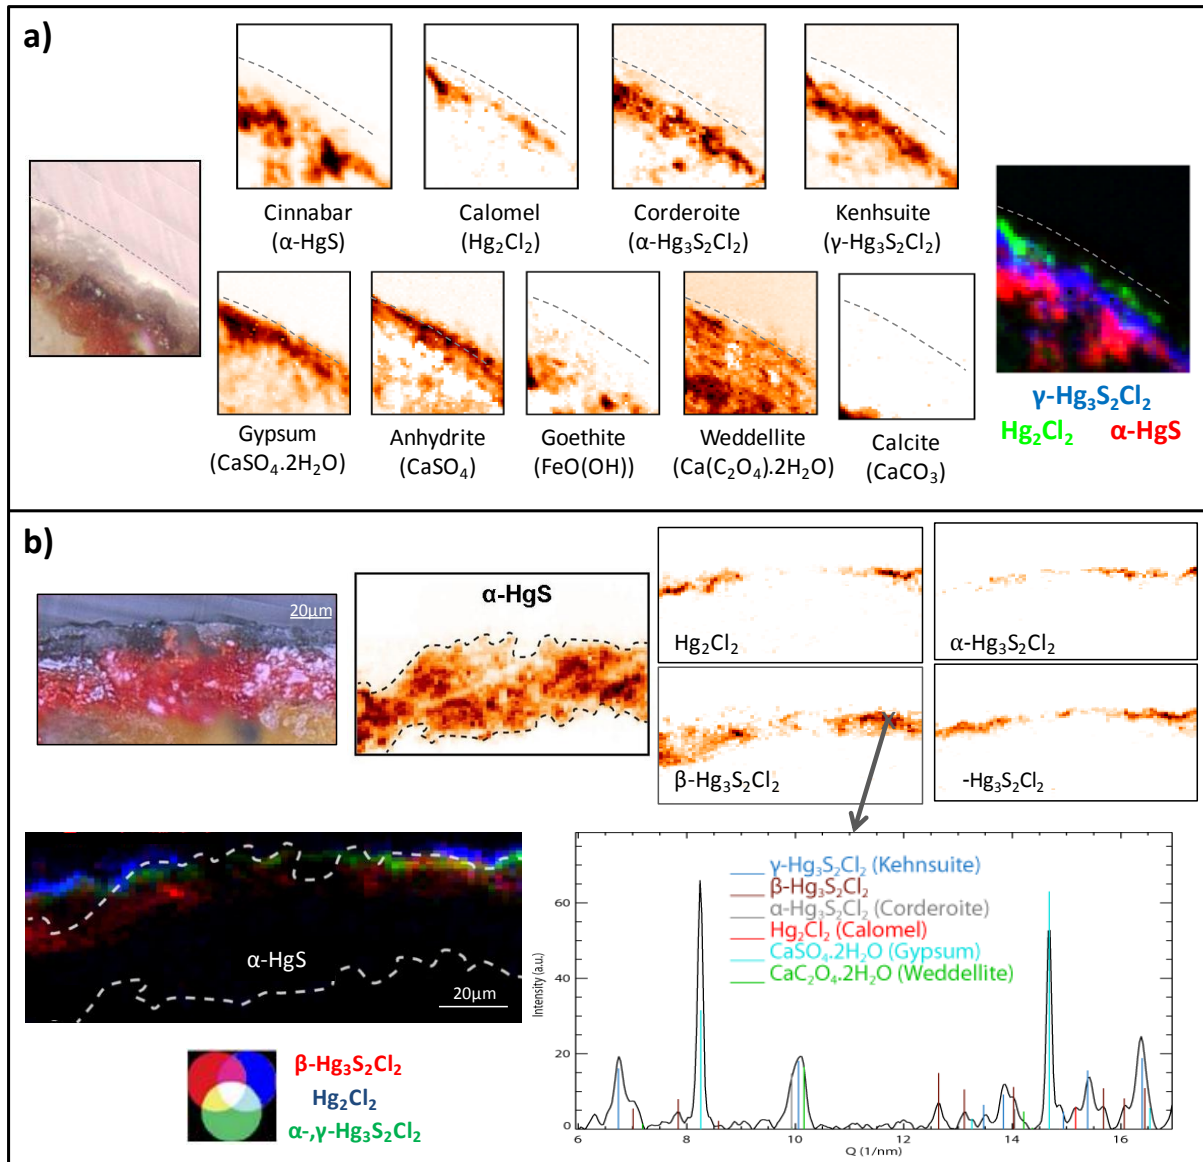 a)
Cinnabar
(α-HgS)
Calomel
(Hg₂Cl₂)
Corderoite
(α-Hg₃S₂Cl₂)
Kenhsuite
(γ-Hg₃S₂Cl₂)
Gypsum
(CaSO₄.2H₂O)
Anhydrite
(CaSO₄)
Goethite
(FeO(OH))
Weddellite
(Ca(C₂O₄).2H₂O)
Calcite
(CaCO₃)
γ-Hg₃S₂Cl₂
Hg₂Cl₂ α-HgS
b)
20µm
α-HgS
Hg₂Cl₂
α-Hg₃S₂Cl₂
β-Hg₃S₂Cl₂
-Hg₃S₂Cl₂
α-HgS
20µm
β-Hg₃S₂Cl₂
Hg₂Cl₂
α-,γ-Hg₃S₂Cl₂
γ-Hg₃S₂Cl₂ (Kehnsuite)
β-Hg₃S₂Cl₂
α-Hg₃S₂Cl₂ (Corderoite)
Hg₂Cl₂ (Calomel)
CaSO₄.2H₂O (Gypsum)
CaC₂O₄.2H₂O (Weddellite)
Intensity (a.u.)
60
40
20
0
6 8 10 12 14 16
Q (1/nm)